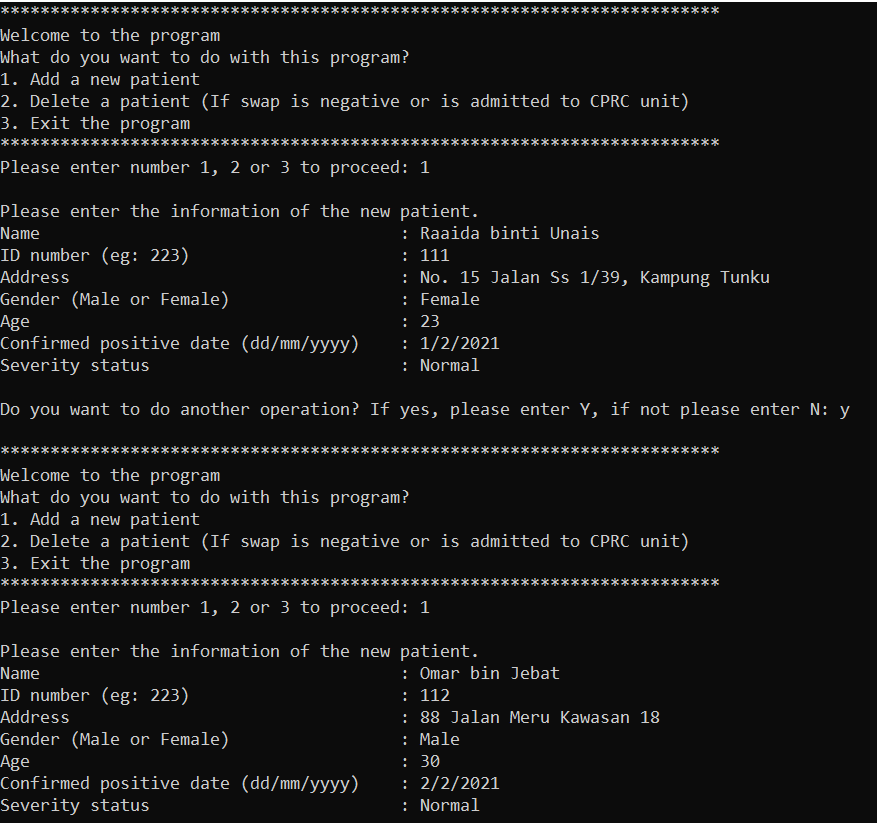 ************************************************************************
Welcome to the program
What do you want to do with this program?
1. Add a new patient
2. Delete a patient (If swap is negative or is admitted to CPRC unit)
3. Exit the program
************************************************************************
Please enter number 1, 2 or 3 to proceed: 1

Please enter the information of the new patient.
Name                                    : Raaida binti Unais
ID number (eg: 223)                     : 111
Address                                 : No. 15 Jalan Ss 1/39, Kampung Tunku
Gender (Male or Female)                 : Female
Age                                     : 23
Confirmed positive date (dd/mm/yyyy)    : 1/2/2021
Severity status                         : Normal

Do you want to do another operation? If yes, please enter Y, if not please enter N: y

************************************************************************
Welcome to the program
What do you want to do with this program?
1. Add a new patient
2. Delete a patient (If swap is negative or is admitted to CPRC unit)
3. Exit the program
************************************************************************
Please enter number 1, 2 or 3 to proceed: 1

Please enter the information of the new patient.
Name                                    : Omar bin Jebat
ID number (eg: 223)                     : 112
Address                                 : 88 Jalan Meru Kawasan 18
Gender (Male or Female)                 : Male
Age                                     : 30
Confirmed positive date (dd/mm/yyyy)    : 2/2/2021
Severity status                         : Normal